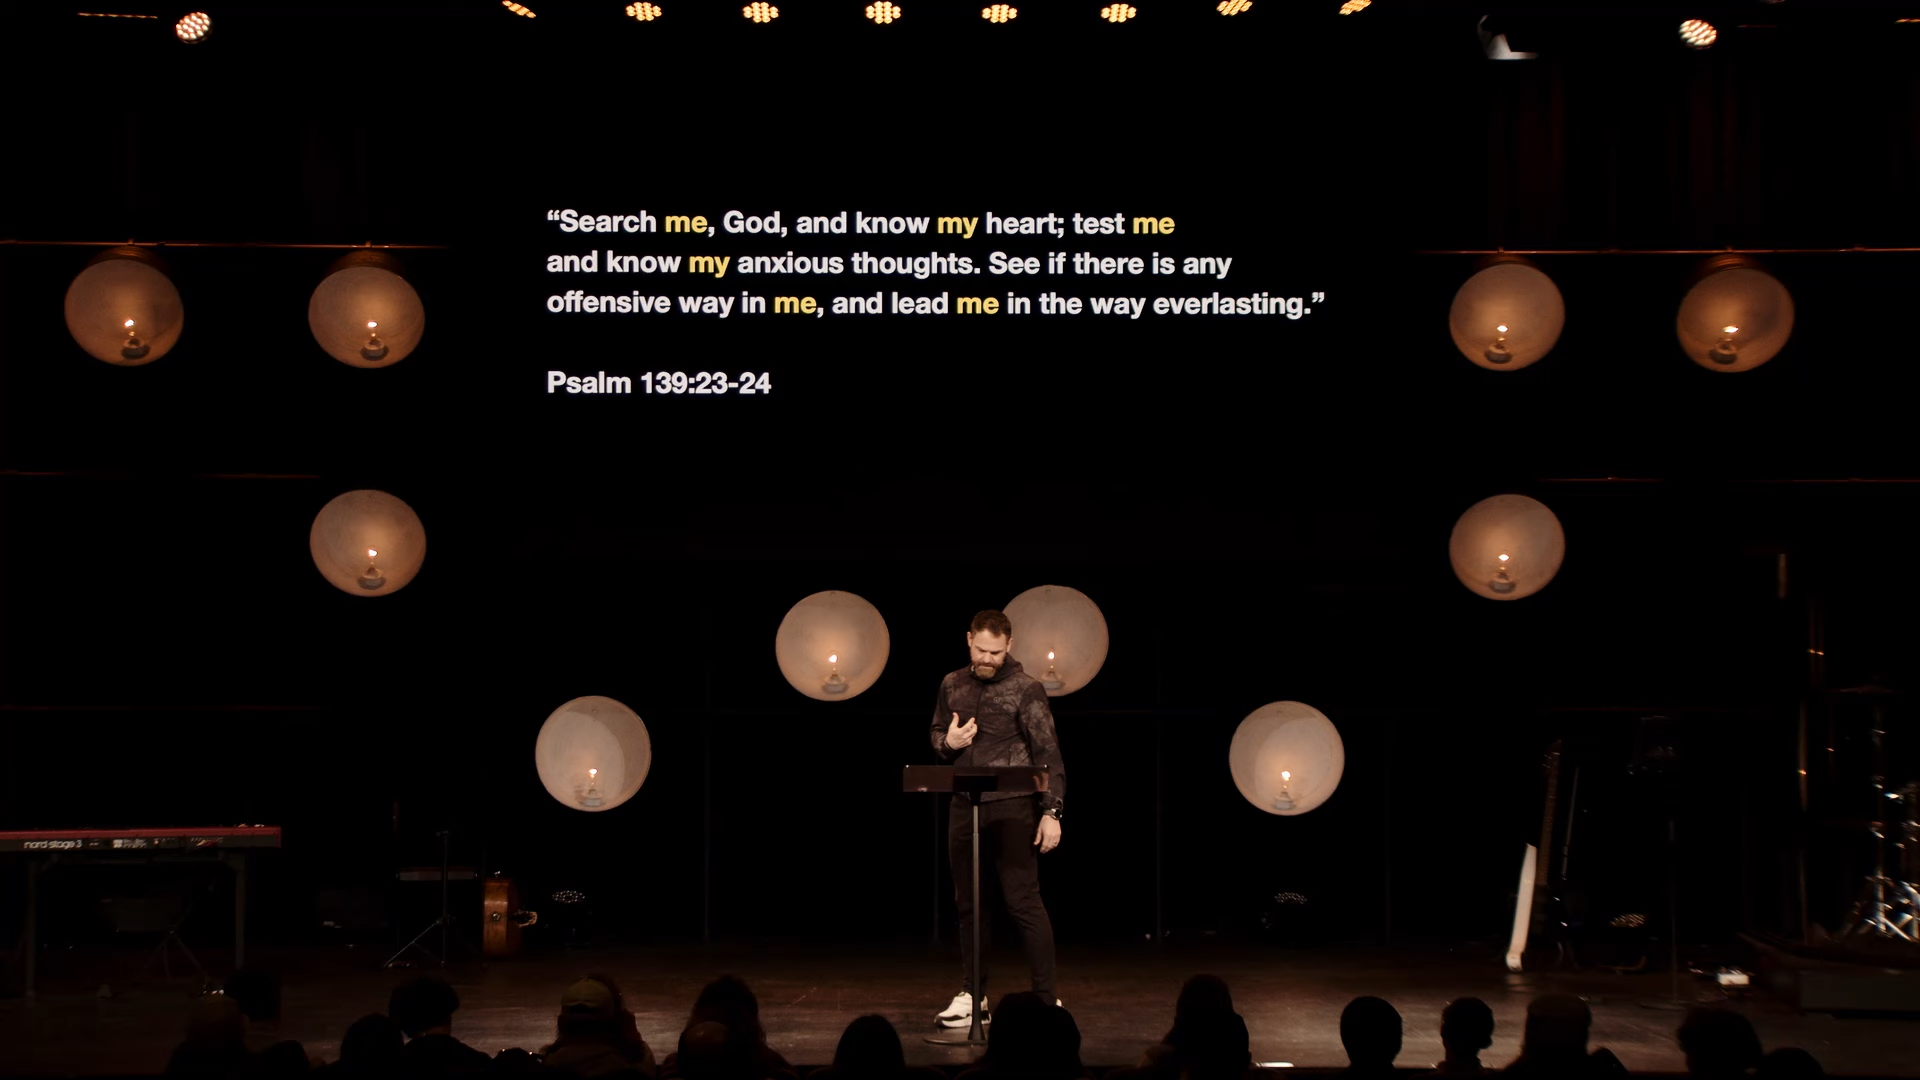 “Search me, God, and know my heart; test me
and know my anxious thoughts. See if there is any
offensive way in me, and lead me in the way everlasting.”
Psalm 139:23-24
nord stage 3